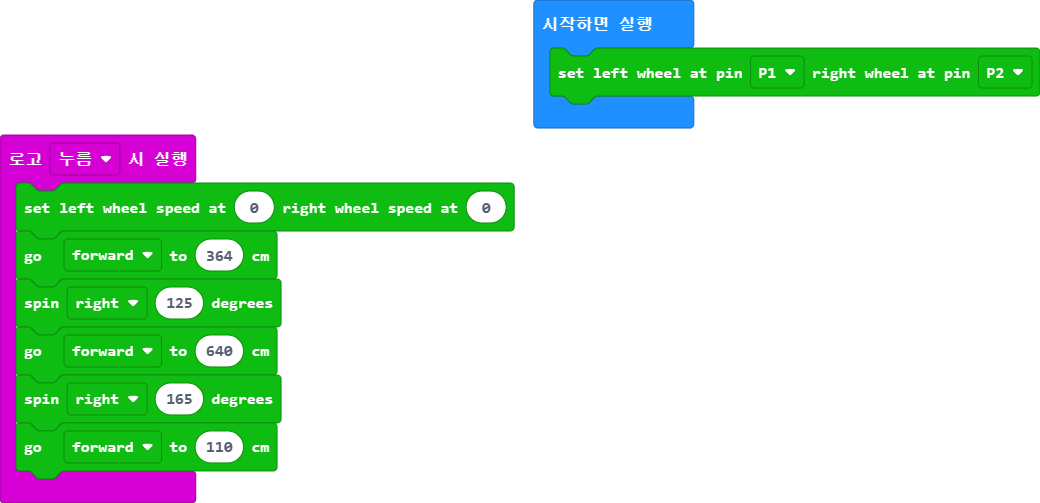 시작하면 실행
set left wheel at pin P1 right wheel at pin P2
로고 누름 시 실행
set left wheel speed at 0 right wheel speed at 0
go forward to 364 cm
spin right 125 degrees
go forward to 640 cm
spin right 165 degrees
go forward to 110 cm